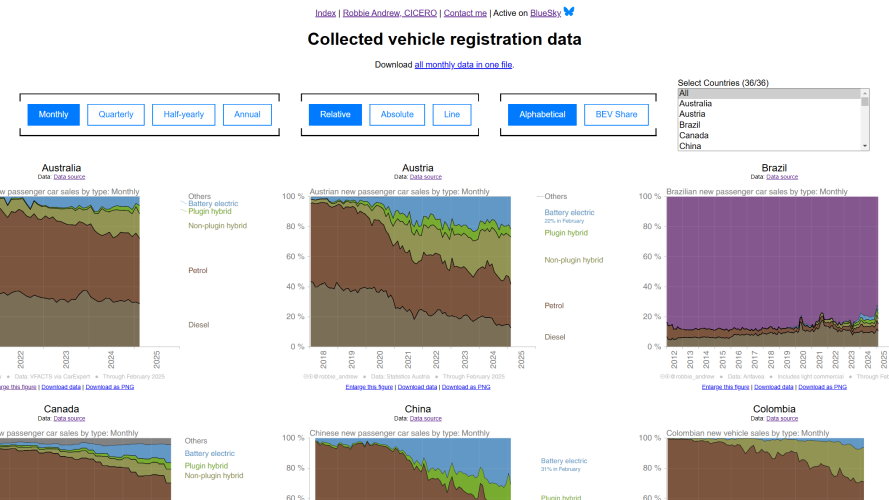 Index | Robbie Andrew, CICERO | Contact me | Active on BlueSky
Collected vehicle registration data
Download all monthly data in one file.
Select Countries (36/36)
Monthly Quarterly Half-yearly Annual
Relative Absolute Line
Alphabetical BEV Share
All
Australia
Austria
Brazil
Canada
China
Australia
Data: Data source
w passenger car sales by type: Monthly
Others
Battery electric
Plugin hybrid
Non-plugin hybrid
Petrol
Diesel
2022 2023 2024 2025
Data: VFACTS via CarExpert • Through February 2025
rge this figure | Download data | Download as PNG
Austria
Data: Data source
Austrian new passenger car sales by type: Monthly
100 %
80 %
60 %
40 %
20 %
0 %
Others
Battery electric
22% in February
Plugin hybrid
Non-plugin hybrid
Petrol
Diesel
2018 2019 2020 2021 2022 2023 2024 2025
@robbie_andrew • Data: Statistics Austria • Through February 2025
Enlarge this figure | Download data | Download as PNG
Brazil
Data: Data source
Brazilian new passenger car sales by type: Monthly
100 %
80 %
60 %
40 %
20 %
0 %
2012 2013 2014 2015 2016 2017 2018 2019 2020 2021 2022 2023 2024 2025
@robbie_andrew • Data: Anfavea • Includes light commercial • Through Fe
Enlarge this figure | Download data | Download as PNG
Canada
Data: Data source
w passenger car sales by type: Monthly
Others
Battery electric
Plugin hybrid
Non-plugin hybrid
China
Data: Data source
Chinese new passenger car sales by type: Monthly
100 %
80 %
60 %
Battery electric
31% in February
Plugin hybrid
Colombia
Data: Data source
Colombian new vehicle sales by type: Monthly
100 %
80 %
60 %